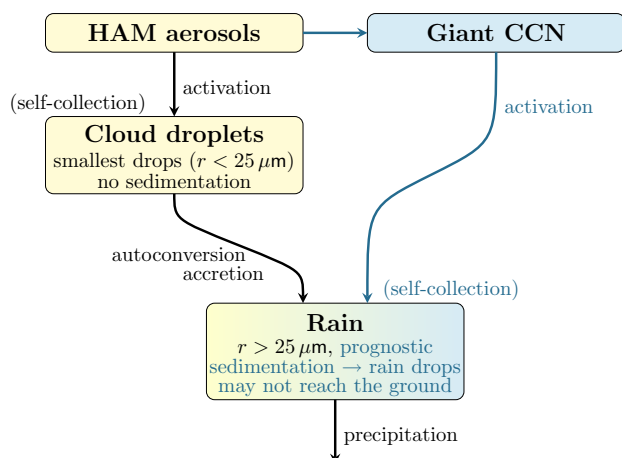 HAM aerosols
Giant CCN
activation
activation
(self-collection)
Cloud droplets
smallest drops (r < 25 μm)
no sedimentation
autoconversion
accretion
(self-collection)
Rain
r > 25 μm, prognostic
sedimentation → rain drops
may not reach the ground
precipitation